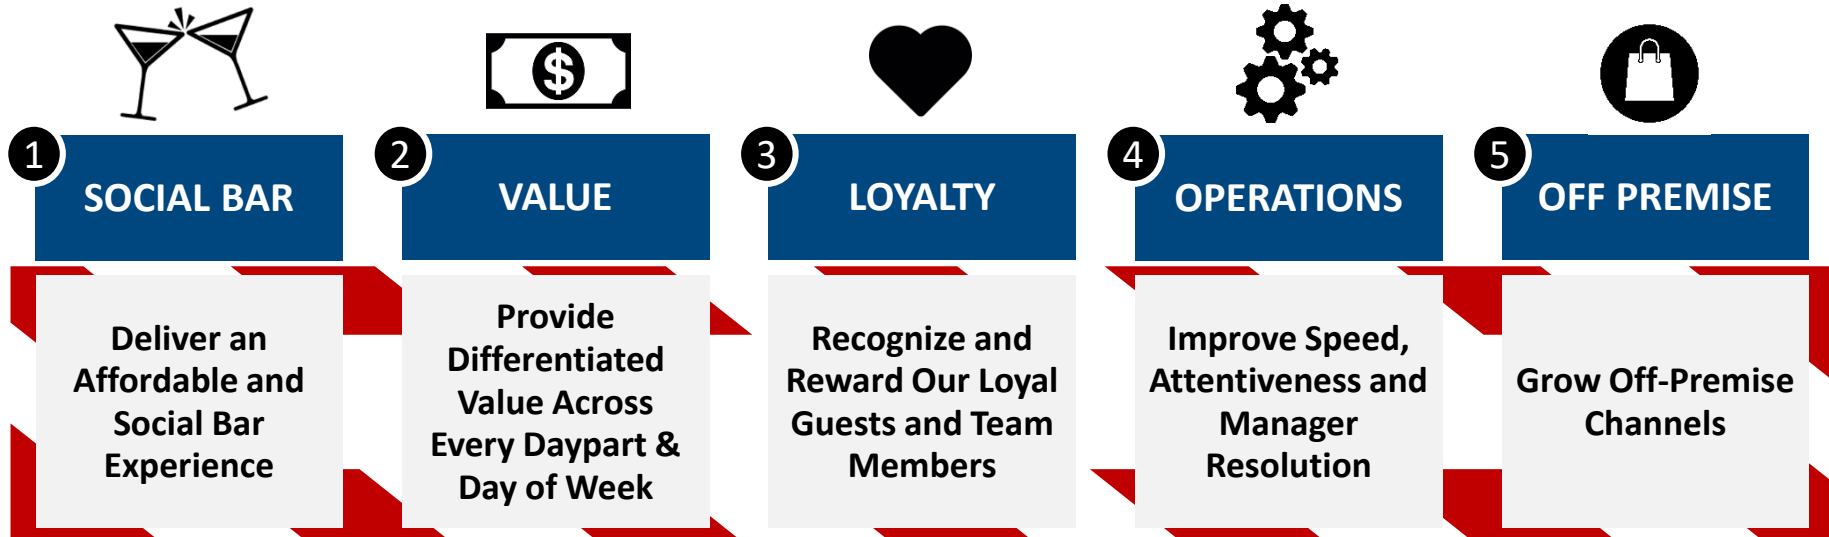 1
SOCIAL BAR
Deliver an
Affordable and
Social Bar
Experience
2
VALUE
Provide
Differentiated
Value Across
Every Daypart &
Day of Week
3
LOYALTY
Recognize and
Reward Our Loyal
Guests and Team
Members
4
OPERATIONS
Improve Speed,
Attentiveness and
Manager
Resolution
5
OFF PREMISE
Grow Off-Premise
Channels
$